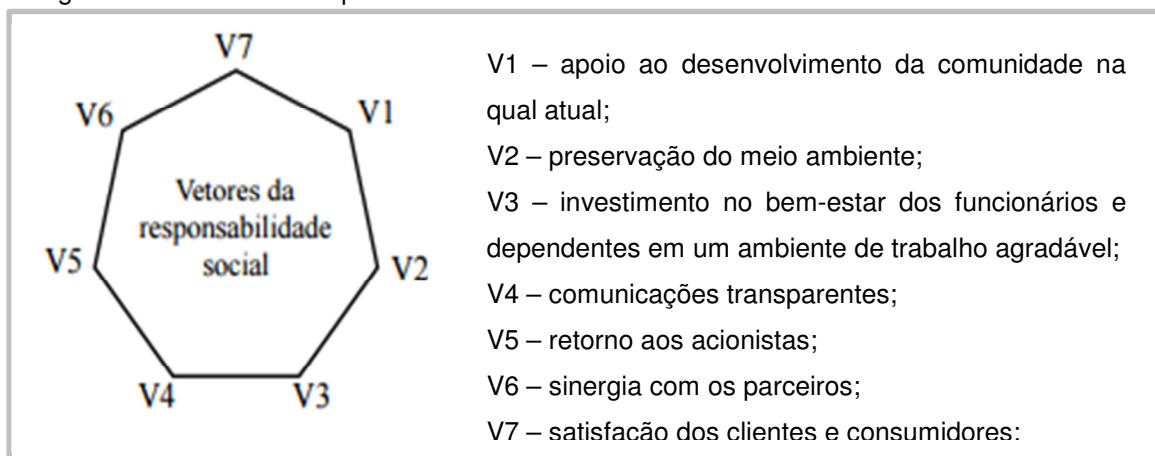 V7
V6
V1
Vetores da
responsabilidade
social
V5
V2
V4
V3
V1 – apoio ao desenvolvimento da comunidade na
qual atual;
V2 – preservação do meio ambiente;
V3 – investimento no bem-estar dos funcionários e
dependentes em um ambiente de trabalho agradável;
V4 – comunicações transparentes;
V5 – retorno aos acionistas;
V6 – sinergia com os parceiros;
V7 – satisfação dos clientes e consumidores;